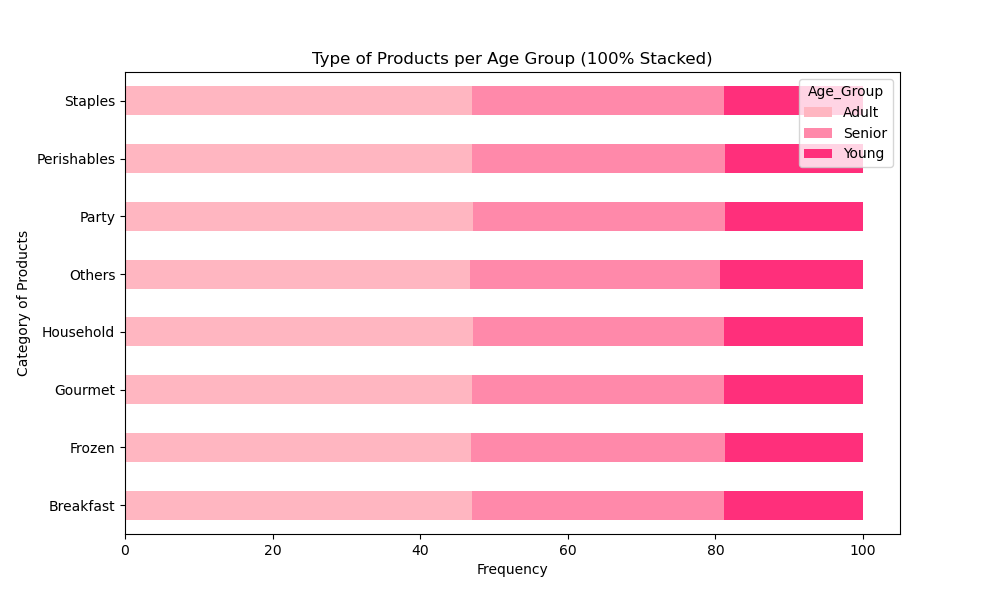 Type of Products per Age Group (100% Stacked)
Age_Group
Adult
Senior
Young
Category of Products
Staples
Perishables
Party
Others
Household
Gourmet
Frozen
Breakfast
0 20 40 60 80 100
Frequency